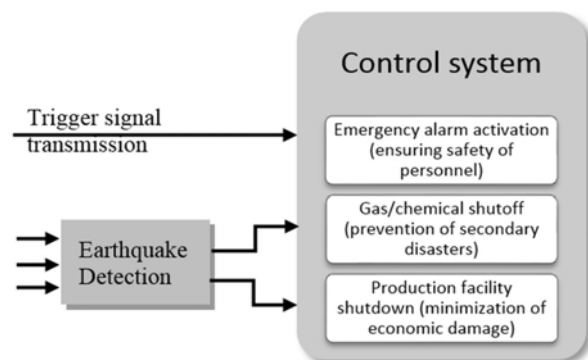 Control system
Trigger signal
transmission
Emergency alarm activation
(ensuring safety of
personnel)
Gas/chemical shutoff
(prevention of secondary
disasters)
Earthquake
Detection
Production facility
shutdown (minimization of
economic damage)